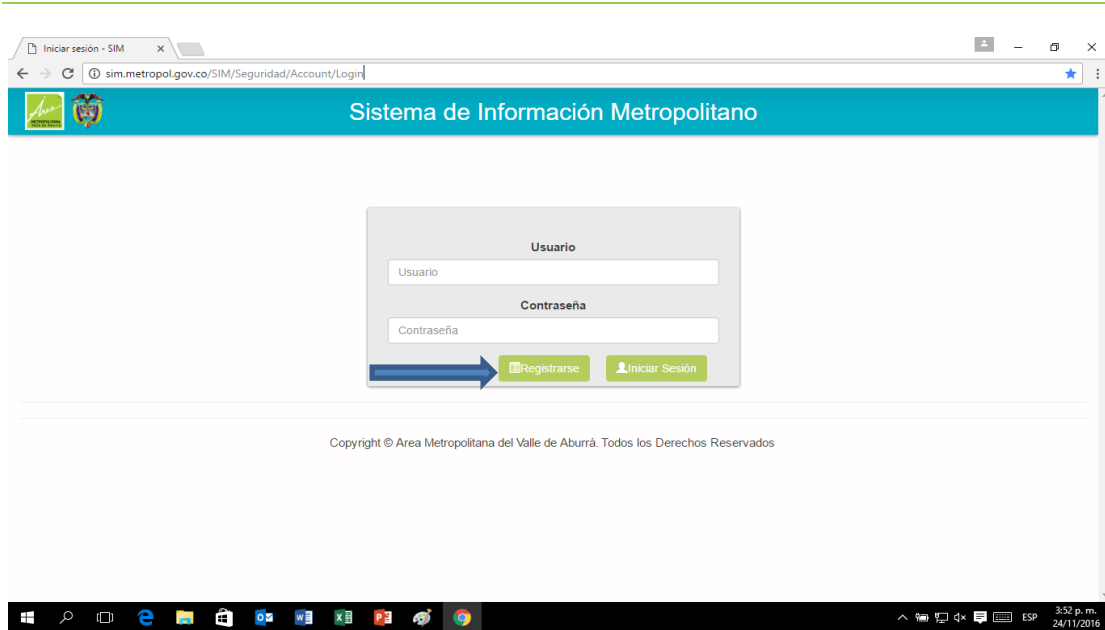 Iniciar sesión - SIM
sim.metropol.gov.co/SIM/Seguridad/Account/Login
Sistema de Información Metropolitano
Usuario
Usuario
Contraseña
Contraseña
Registrarse
Iniciar Sesión
Copyright © Area Metropolitana del Valle de Aburrá. Todos los Derechos Reservados
ESP
3:52 p. m.
24/11/2016